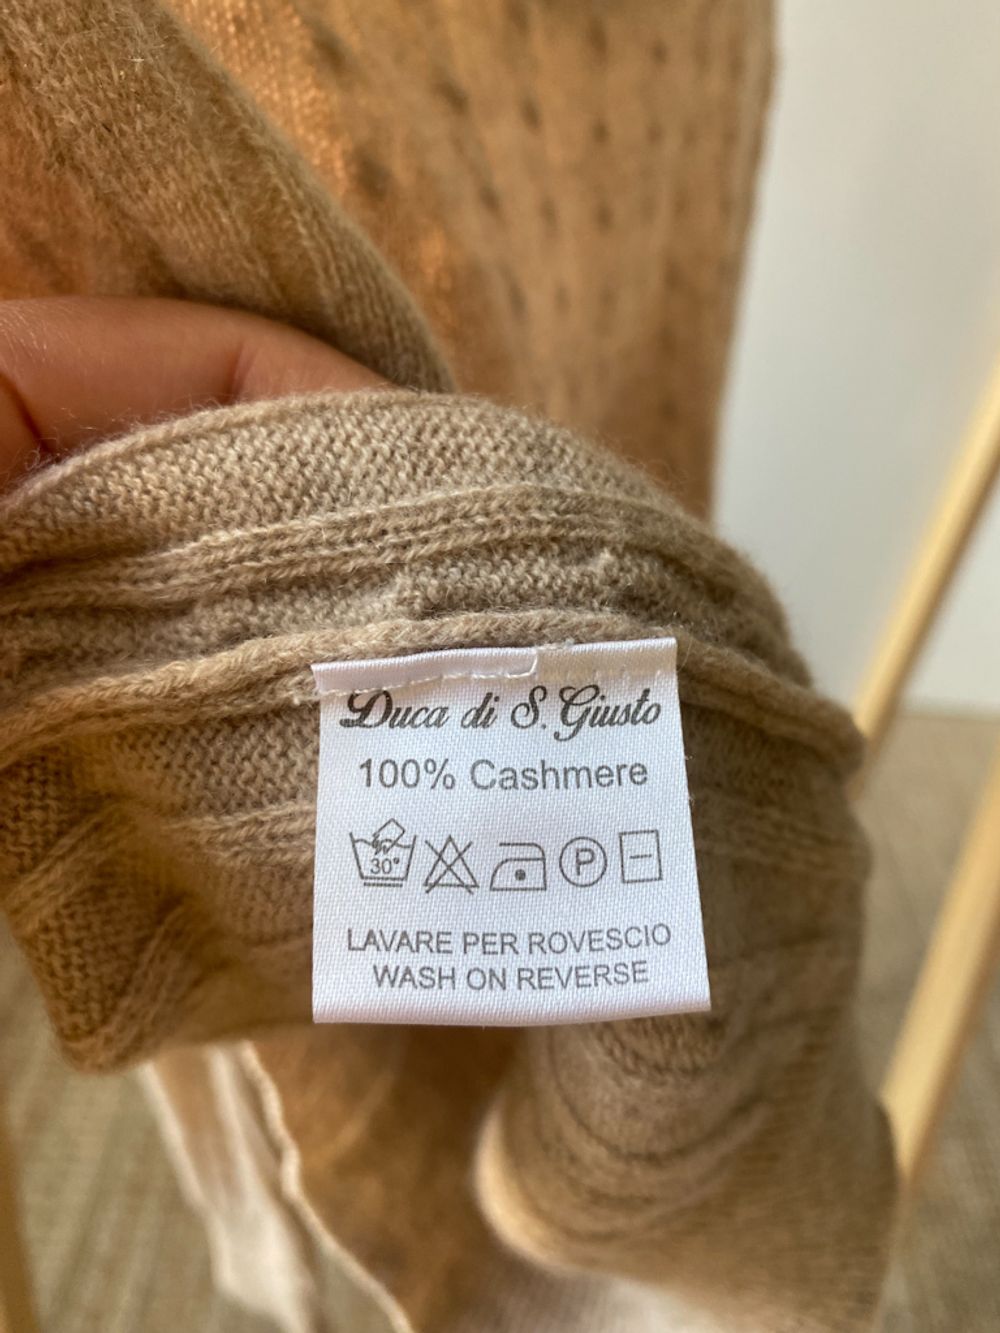 Duca di S. Giusto
100% Cashmere
30° P
LAVARE PER ROVESCIO
WASH ON REVERSE